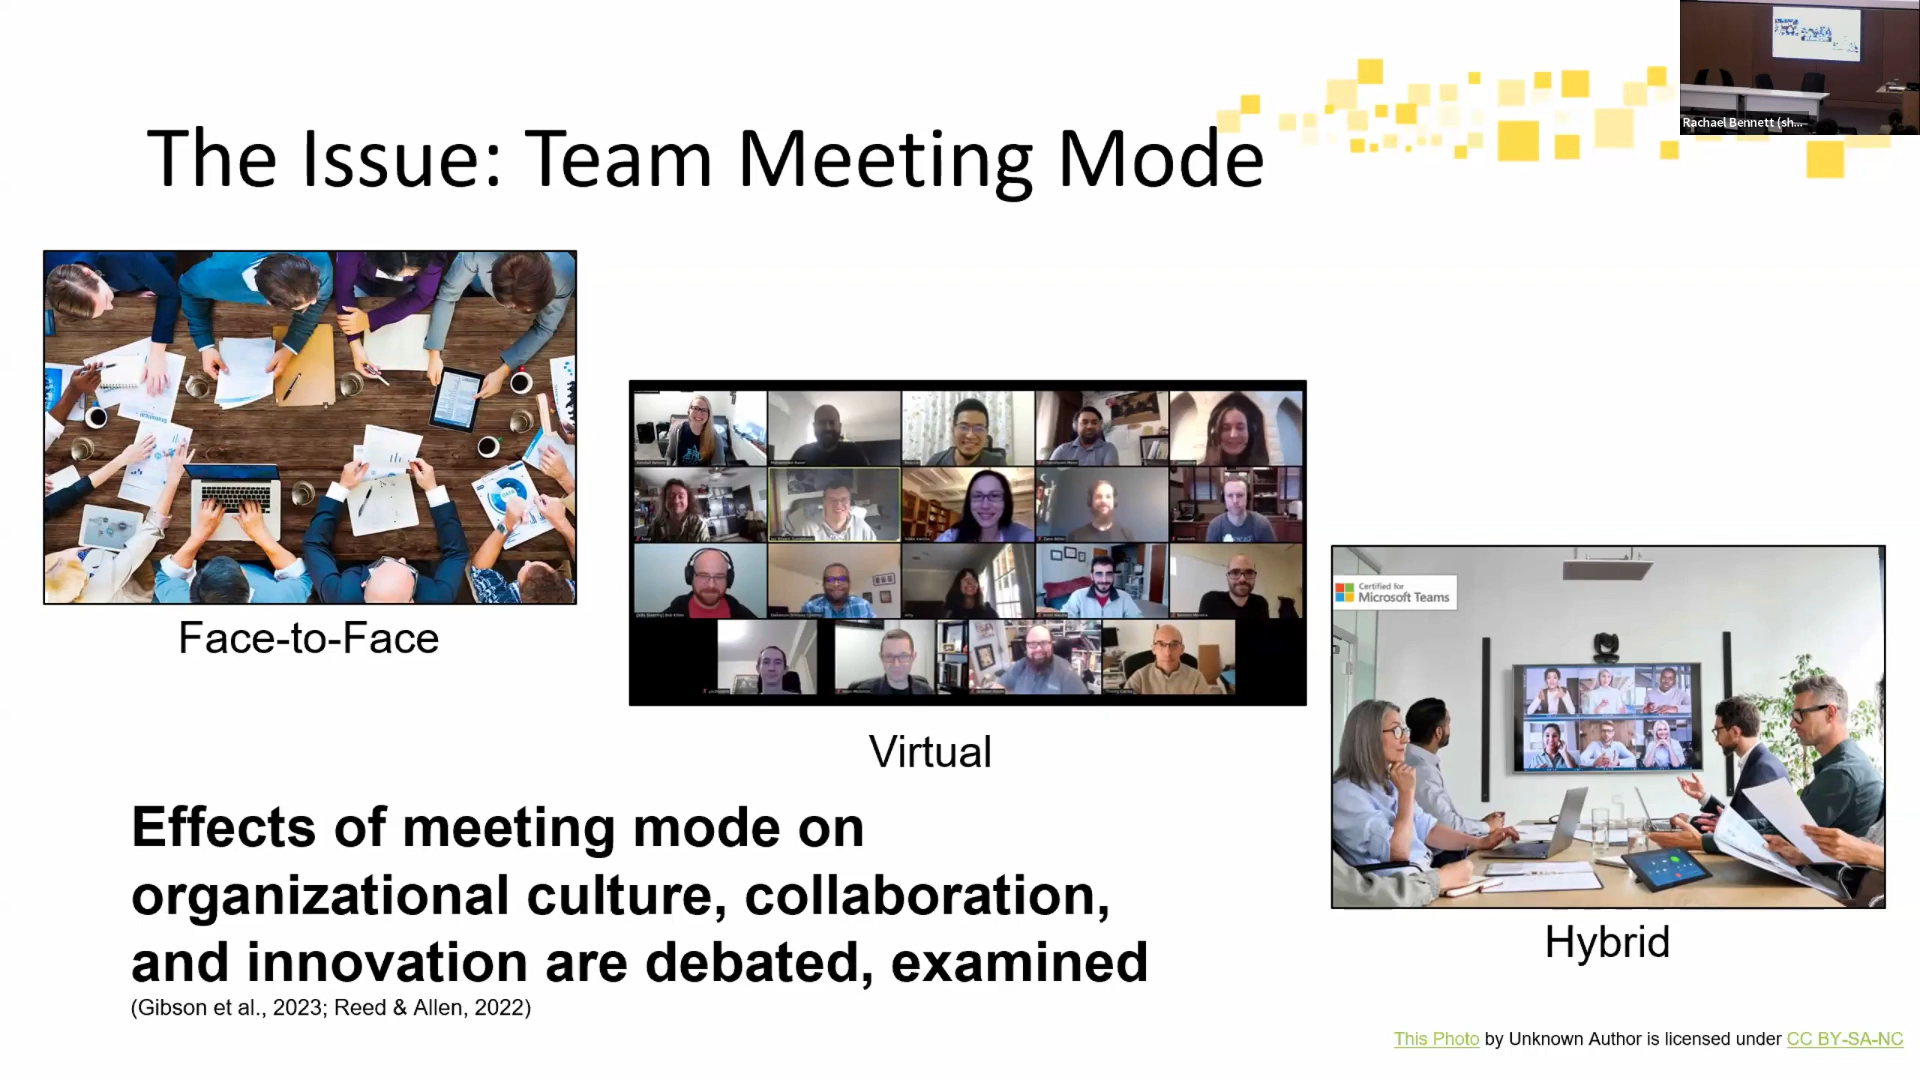 Rachael Bennett (sh...
The Issue: Team Meeting Mode
Certified for
Microsoft Teams
Face-to-Face
Virtual
Hybrid
Effects of meeting mode on
organizational culture, collaboration,
and innovation are debated, examined
(Gibson et al., 2023; Reed & Allen, 2022)
This Photo by Unknown Author is licensed under CC BY-SA-NC